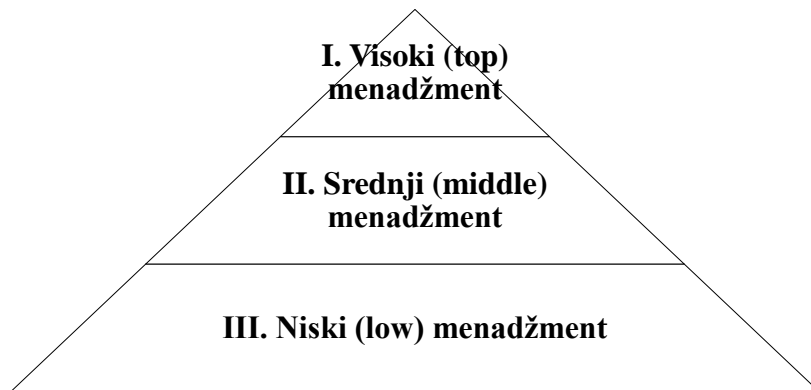 I. Visoki (top)
menadžment
II. Srednji (middle)
menadžment
III. Niski (low) menadžment